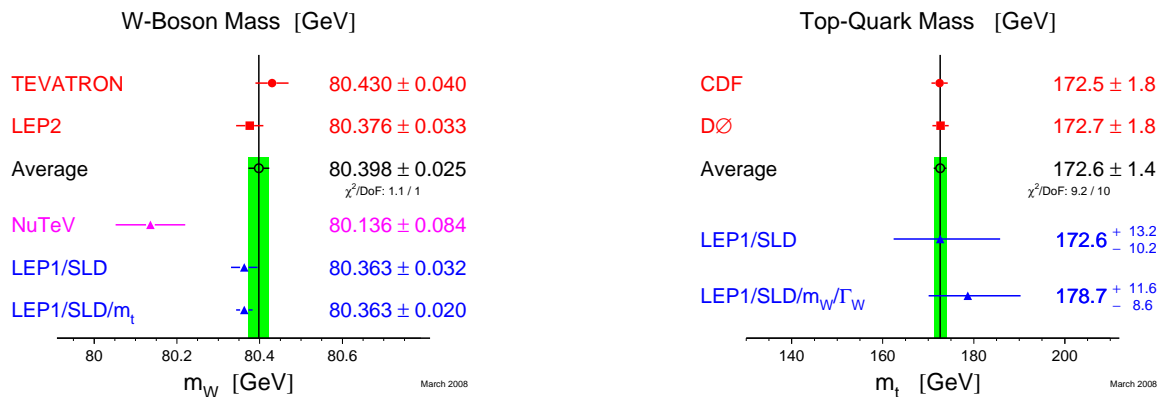 W-Boson Mass [GeV]
TEVATRON 80.430 ± 0.040
LEP2 80.376 ± 0.033
Average 80.398 ± 0.025
χ²/DoF: 1.1 / 1
NuTeV 80.136 ± 0.084
LEP1/SLD 80.363 ± 0.032
LEP1/SLD/mₜ 80.363 ± 0.020
80 80.2 80.4 80.6
m_W [GeV]
March 2008
Top-Quark Mass [GeV]
CDF 172.5 ± 1.8
DØ 172.7 ± 1.8
Average 172.6 ± 1.4
χ²/DoF: 9.2 / 10
LEP1/SLD 172.6 + 13.2 − 10.2
LEP1/SLD/m_W/Γ_W 178.7 + 11.6 − 8.6
140 160 180 200
mₜ [GeV]
March 2008